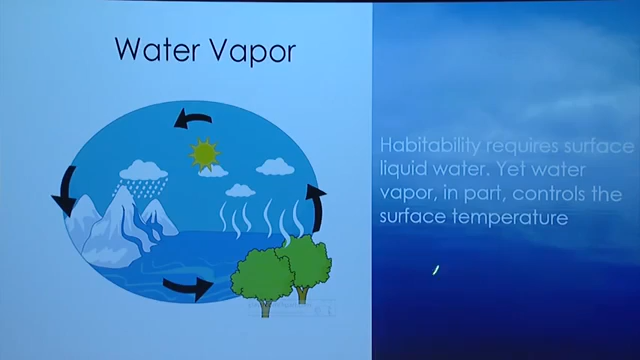 Water Vapor
Habitability requires surface
liquid water. Yet water
vapor, in part, controls the
surface temperature